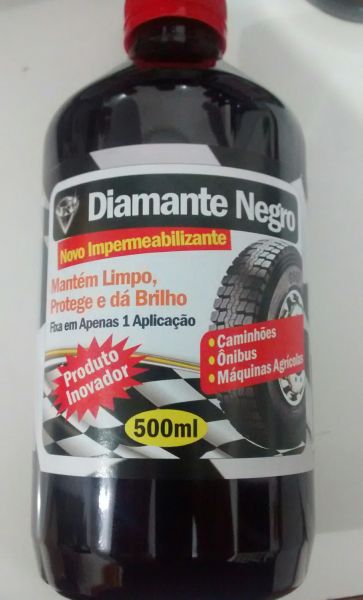 Diamante Negro
Novo Impermeabilizante
Mantém Limpo,
Protege e dá Brilho
Fixa em Apenas 1 Aplicação
• Caminhões
• Ônibus
• Máquinas Agrícolas
Produto
Inovador
500ml